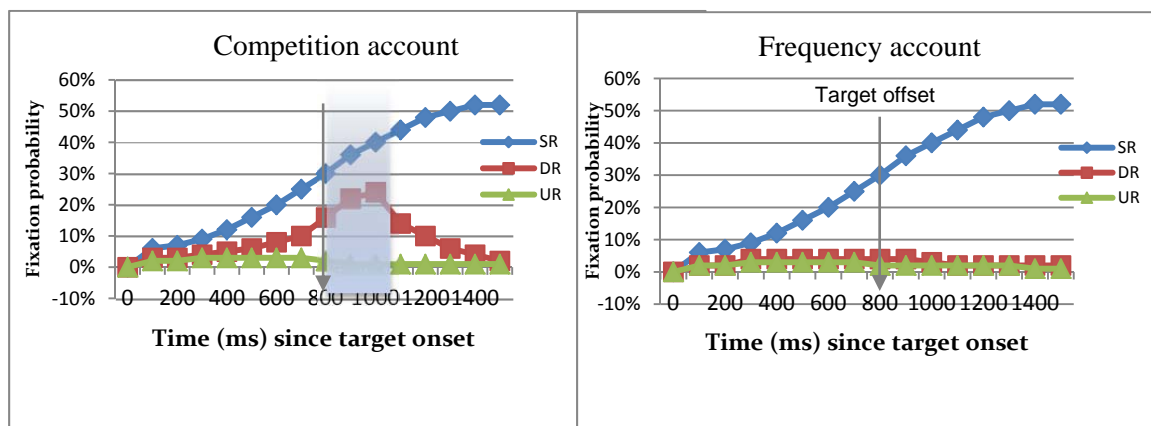 Competition account
60%
50%
40%
30%
20%
10%
0%
-10%
0 200 400 600 800 1000 1200 1400
Fixation probability
Time (ms) since target onset
SR
DR
UR
Frequency account
Target offset
60%
50%
40%
30%
20%
10%
0%
-10%
0 200 400 600 800 1000 1200 1400
Fixation probability
Time (ms) since target onset
SR
DR
UR